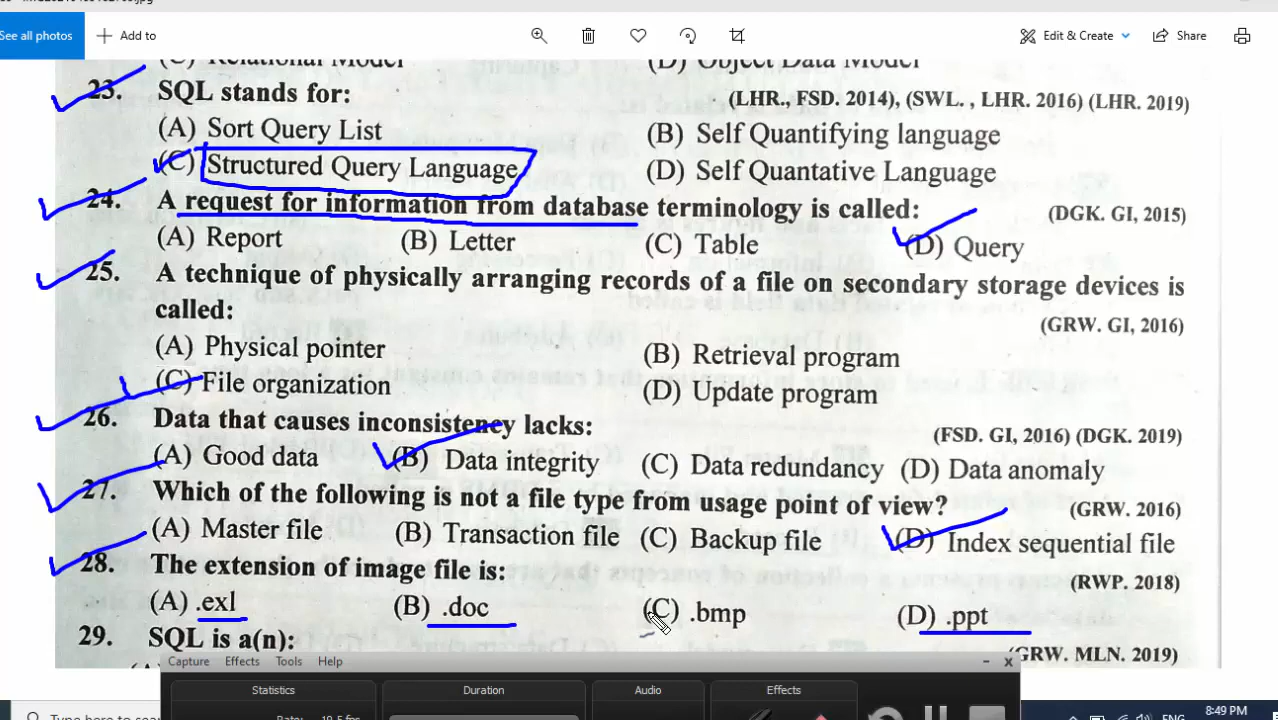 See all photos
Add to
Edit & Create
Share
(C) Relational Model
(D) Object Data Model
23. SQL stands for:
(LHR., FSD. 2014), (SWL. , LHR. 2016) (LHR. 2019)
(A) Sort Query List
(B) Self Quantifying language
(C) Structured Query Language
(D) Self Quantative Language
24. A request for information from database terminology is called:
(DGK. GI, 2015)
(A) Report (B) Letter (C) Table (D) Query
25. A technique of physically arranging records of a file on secondary storage devices is
called:
(GRW. GI, 2016)
(A) Physical pointer
(B) Retrieval program
(C) File organization
(D) Update program
26. Data that causes inconsistency lacks:
(FSD. GI, 2016) (DGK. 2019)
(A) Good data (B) Data integrity (C) Data redundancy (D) Data anomaly
27. Which of the following is not a file type from usage point of view?
(GRW. 2016)
(A) Master file (B) Transaction file (C) Backup file (D) Index sequential file
28. The extension of image file is:
(RWP. 2018)
(A) .exl (B) .doc (C) .bmp (D) .ppt
29. SQL is a(n):
(GRW. MLN. 2019)
Capture Effects Tools Help
Statistics Duration Audio Effects
8:49 PM